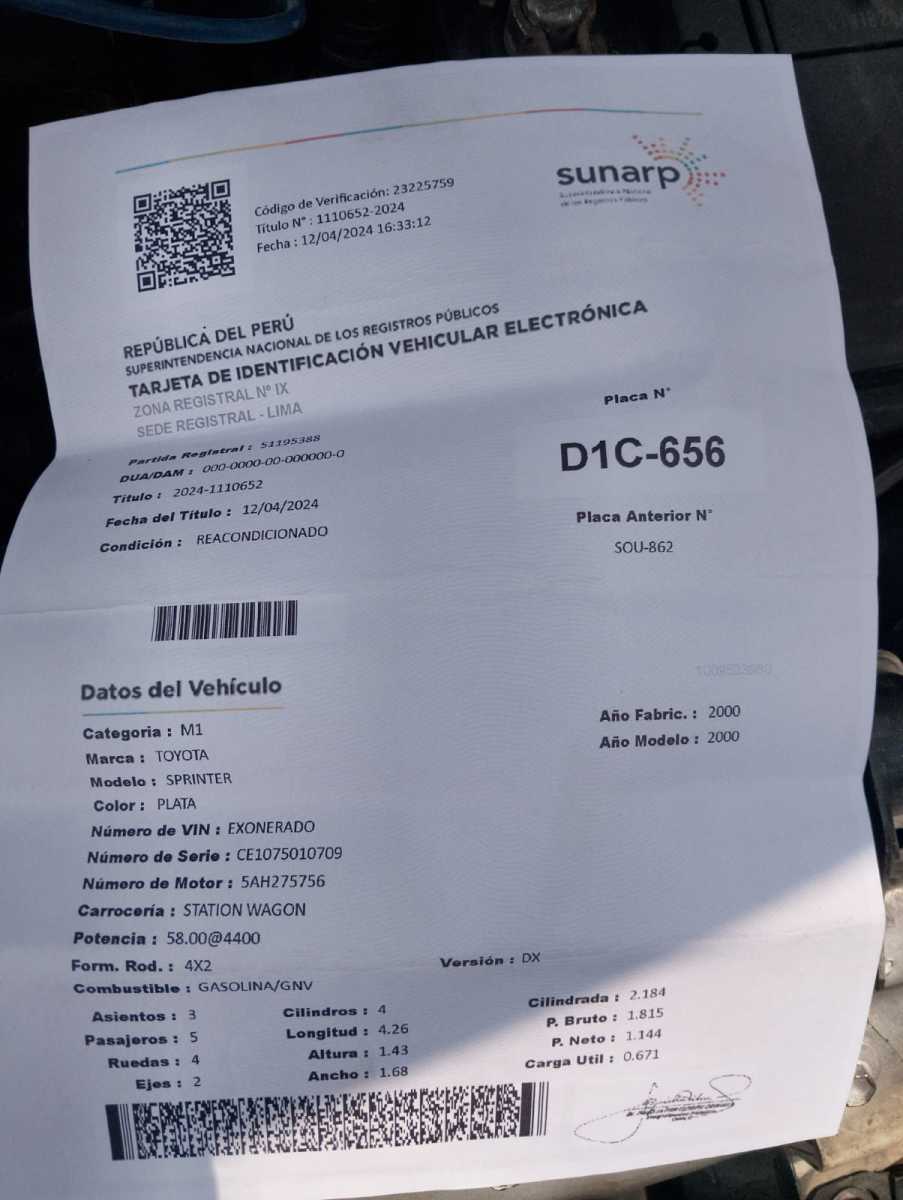 Código de Verificación: 23225759
Título N° : 1110652-2024
Fecha : 12/04/2024 16:33:12
sunarp
Superintendencia Nacional
de los Registros Públicos
REPÚBLICA DEL PERÚ
SUPERINTENDENCIA NACIONAL DE LOS REGISTROS PÚBLICOS
TARJETA DE IDENTIFICACIÓN VEHICULAR ELECTRÓNICA
ZONA REGISTRAL N° IX
SEDE REGISTRAL - LIMA
Partida Registral : 51195388
DUA/DAM : 000-0000-00-000000-0
Título : 2024-1110652
Fecha del Título : 12/04/2024
Condición : REACONDICIONADO
Placa N°
D1C-656
Placa Anterior N°
SOU-862
Datos del Vehículo
Categoria : M1
Marca : TOYOTA
Modelo : SPRINTER
Color : PLATA
Número de VIN : EXONERADO
Número de Serie : CE1075010709
Número de Motor : 5AH275756
Carrocería : STATION WAGON
Potencia : 58.00@4400
Form. Rod. : 4X2
Combustible : GASOLINA/GNV
Año Fabric. : 2000
Año Modelo : 2000
Versión : DX
Asientos : 3
Pasajeros : 5
Ruedas : 4
Ejes : 2
Cilindros : 4
Longitud : 4.26
Altura : 1.43
Ancho : 1.68
Cilindrada : 2.184
P. Bruto : 1.815
P. Neto : 1.144
Carga Util : 0.671